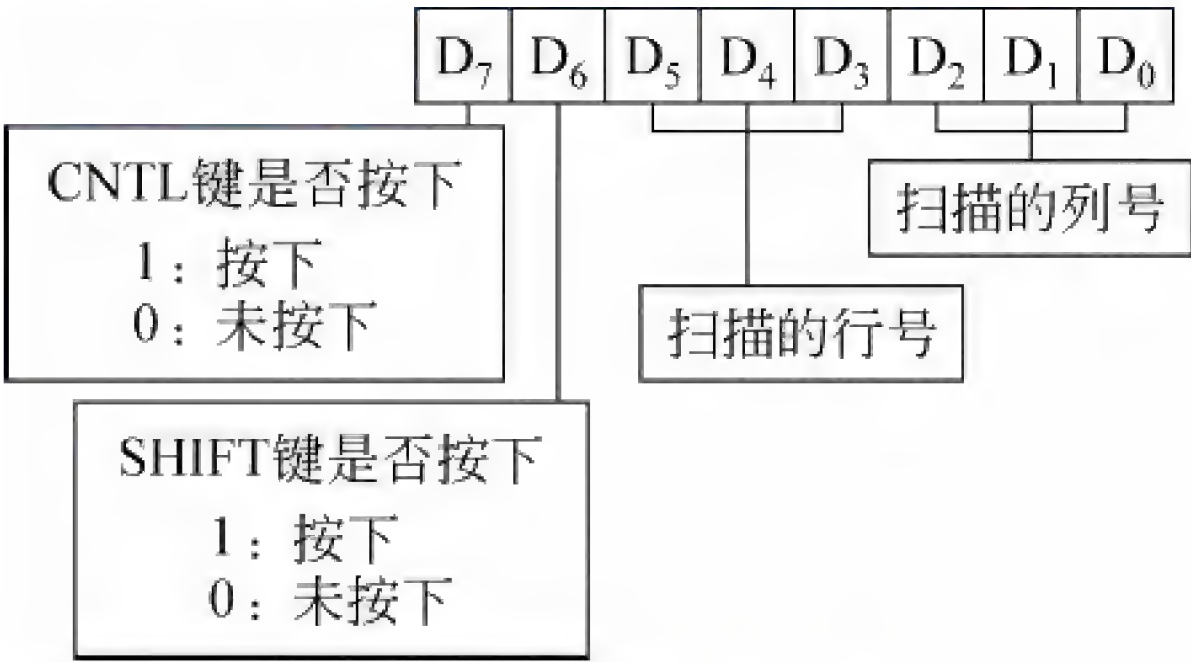 D₇ D₆ D₅ D₄ D₃ D₂ D₁ D₀
CNTL键是否按下
1：按下
0：未按下
扫描的列号
扫描的行号
SHIFT键是否按下
1：按下
0：未按下